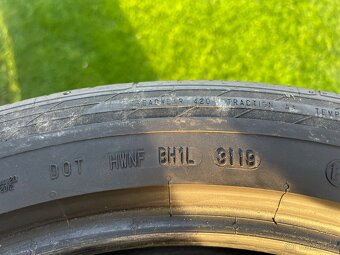 TREADWEAR 420 TRACTION A TEMP
DOT HWNF BH1L 3119